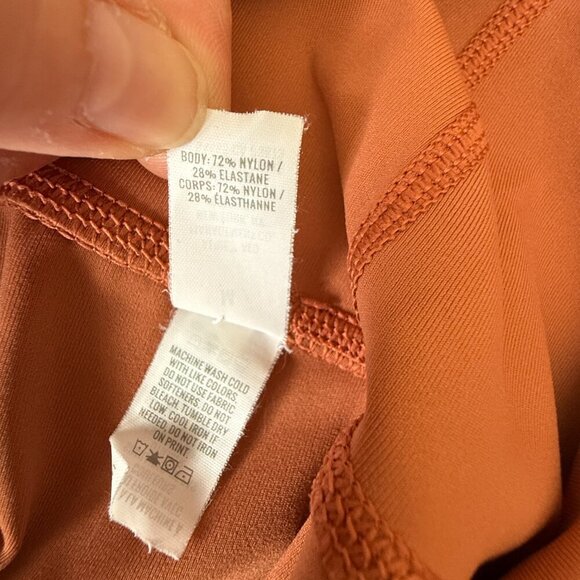 BODY: 72% NYLON /
28% ELASTANE
CORPS: 72% NYLON /
28% ÉLASTHANNE
MACHINE WASH COLD
WITH LIKE COLORS.
DO NOT USE FABRIC
SOFTENERS. DO NOT
BLEACH. TUMBLE DRY
LOW. COOL IRON IF
NEEDED. DO NOT IRON
ON PRINT.